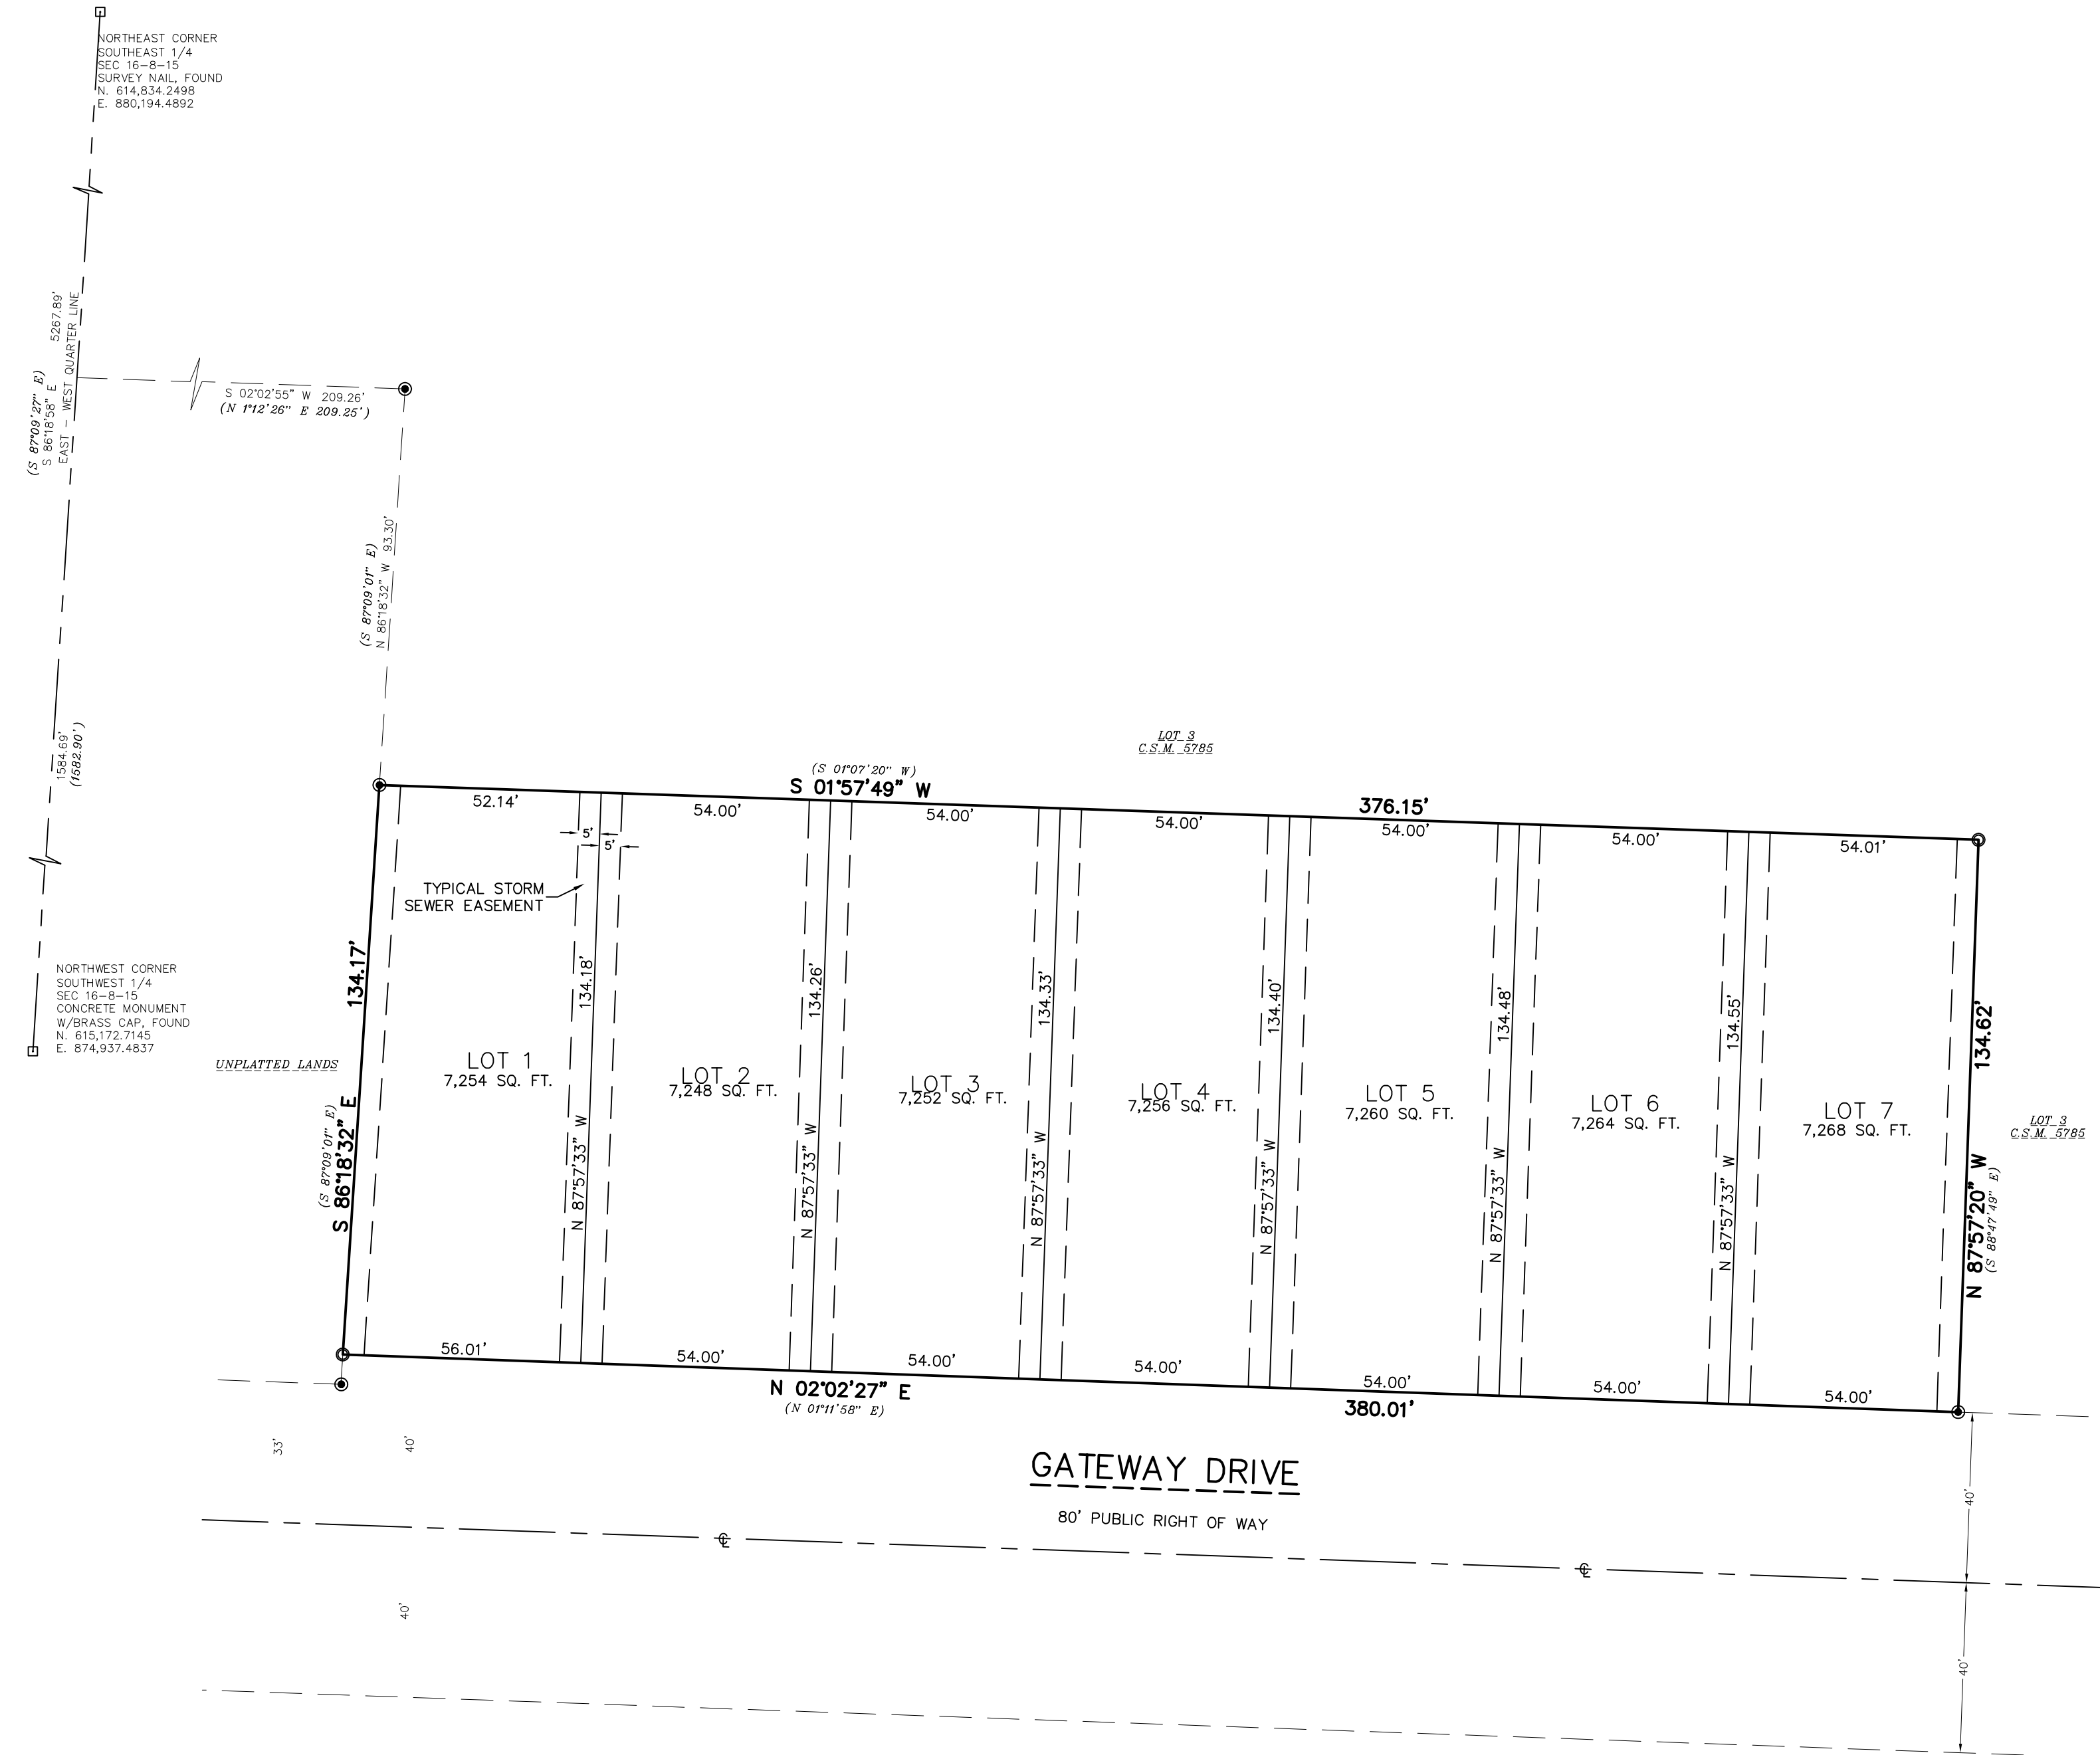 NORTHEAST CORNER
SOUTHEAST 1/4
SEC 16-8-15
SURVEY NAIL, FOUND
N. 614,834.2498
E. 880,194.4892
(S 87°09'27" E)
S 86°18'58" E 5267.89'
EAST - WEST QUARTER LINE
S 02°02'55" W 209.26'
(N 1°12'26" E 209.25')
(S 87°09'01" E)
N 86°18'32" W 93.30'
1584.69'
(1582.90')
NORTHWEST CORNER
SOUTHWEST 1/4
SEC 16-8-15
CONCRETE MONUMENT
W/BRASS CAP, FOUND
N. 615,172.7145
E. 874,937.4837
UNPLATTED LANDS
LOT 3
C.S.M. 5785
(S 01°07'20" W)
S 01°57'49" W
376.15'
52.14'
54.00'
54.00'
54.00'
54.00'
54.00'
54.01'
5'
5'
TYPICAL STORM
SEWER EASEMENT
134.17'
134.18'
134.26'
134.33'
134.40'
134.48'
134.55'
134.62'
LOT 1
7,254 SQ. FT.
LOT 2
7,248 SQ. FT.
LOT 3
7,252 SQ. FT.
LOT 4
7,256 SQ. FT.
LOT 5
7,260 SQ. FT.
LOT 6
7,264 SQ. FT.
LOT 7
7,268 SQ. FT.
LOT 3
C.S.M. 5785
(S 87°09'01" E)
S 86°18'32" E
N 87°57'33" W
N 87°57'33" W
N 87°57'33" W
N 87°57'33" W
N 87°57'33" W
N 87°57'33" W
N 87°57'20" W
(S 88°47'49" E)
56.01'
54.00'
54.00'
54.00'
54.00'
54.00'
54.00'
N 02°02'27" E
(N 01°11'58" E)
380.01'
33'
40'
GATEWAY DRIVE
80' PUBLIC RIGHT OF WAY
40'
℄
℄
40'
40'